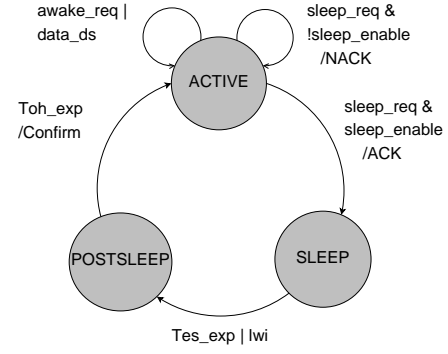 awake_req |
data_ds
sleep_req &
!sleep_enable
/NACK
ACTIVE
Toh_exp
/Confirm
sleep_req &
sleep_enable
/ACK
POSTSLEEP
SLEEP
Tes_exp | lwi